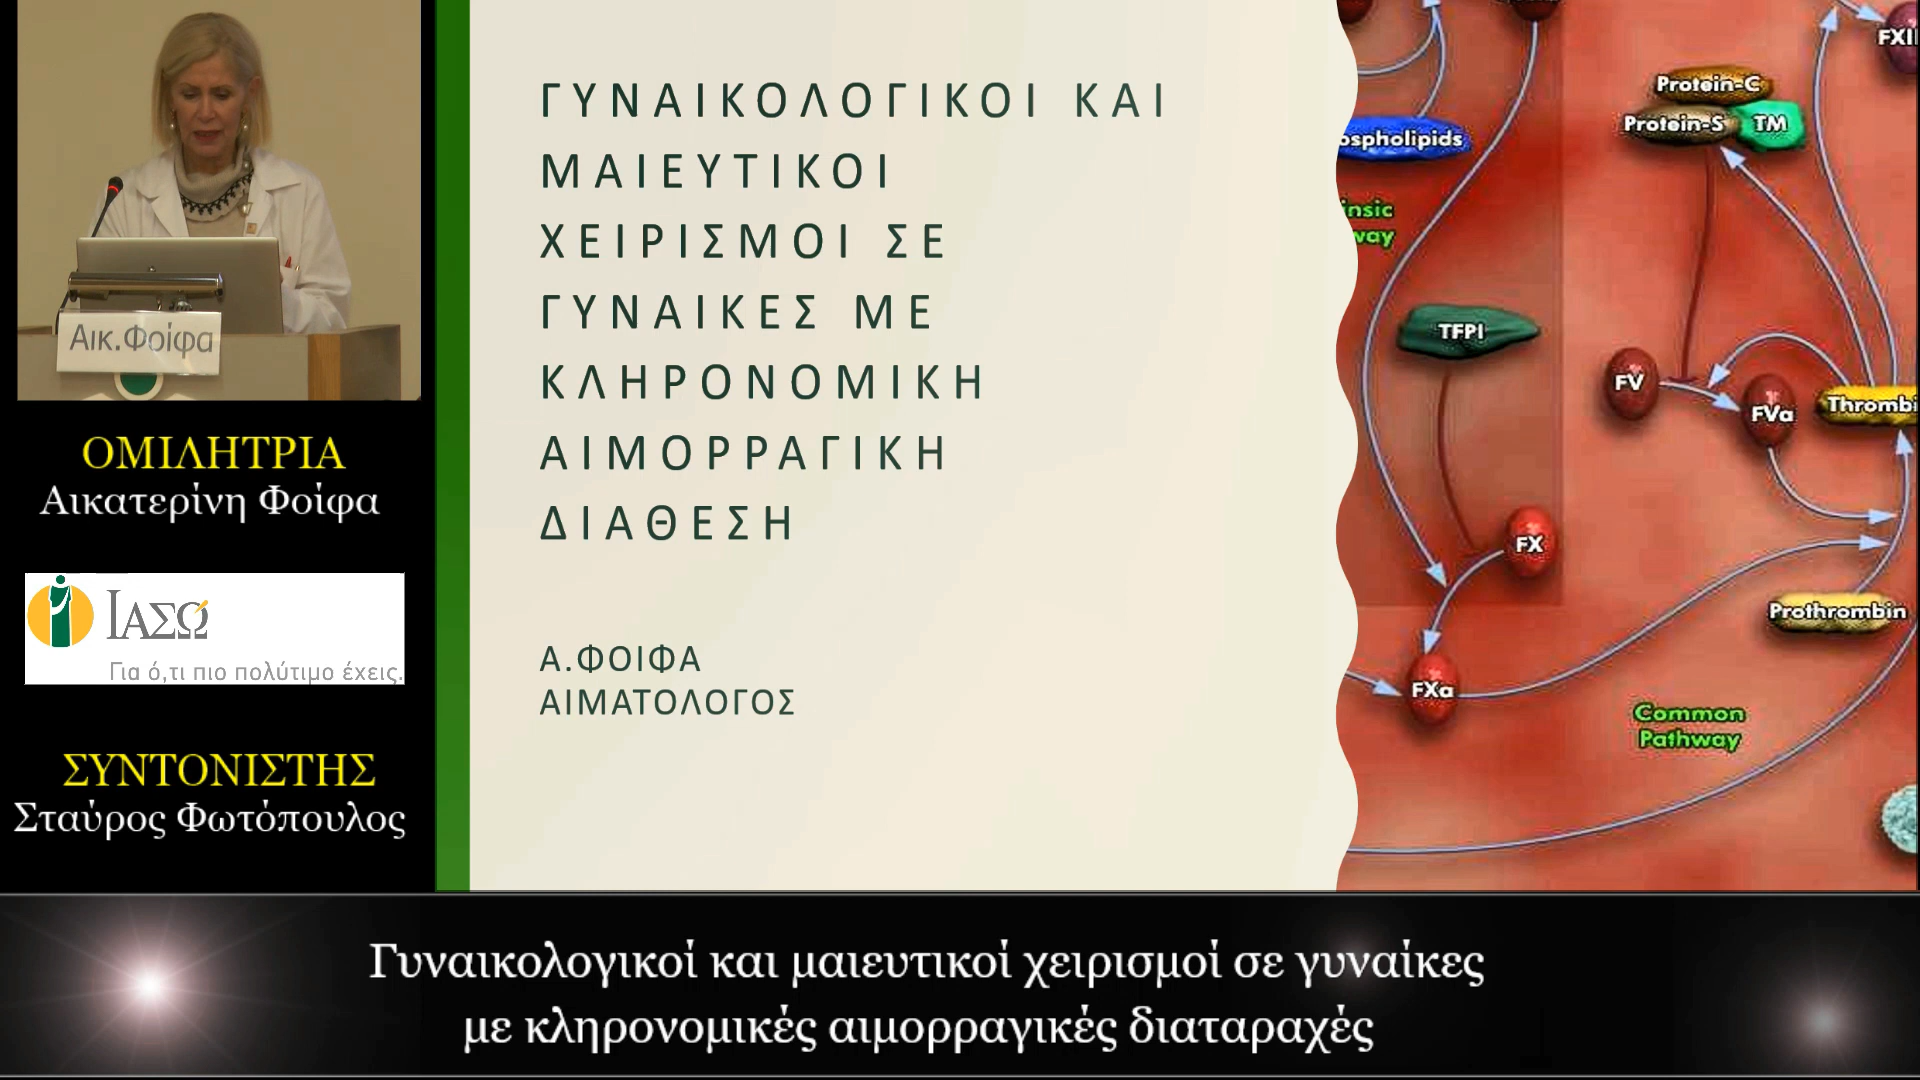 Αικ.Φοίφα
ΟΜΙΛΗΤΡΙΑ
Αικατερίνη Φοίφα
ΙΑΣΩ
Για ό,τι πιο πολύτιμο έχεις.
ΣΥΝΤΟΝΙΣΤΗΣ
Σταύρος Φωτόπουλος
ΓΥΝΑΙΚΟΛΟΓΙΚΟΙ ΚΑΙ
ΜΑΙΕΥΤΙΚΟΙ
ΧΕΙΡΙΣΜΟΙ ΣΕ
ΓΥΝΑΙΚΕΣ ΜΕ
ΚΛΗΡΟΝΟΜΙΚΗ
ΑΙΜΟΡΡΑΓΙΚΗ
ΔΙΑΘΕΣΗ
Α.ΦΟΙΦΑ
ΑΙΜΑΤΟΛΟΓΟΣ
FXII
Protein-C
Protein-S TM
ospholipids
insic
way
TFPI
FV
FVa
Thrombi
FX
Prothrombin
FXa
Common
Pathway
Γυναικολογικοί και μαιευτικοί χειρισμοί σε γυναίκες
με κληρονομικές αιμορραγικές διαταραχές